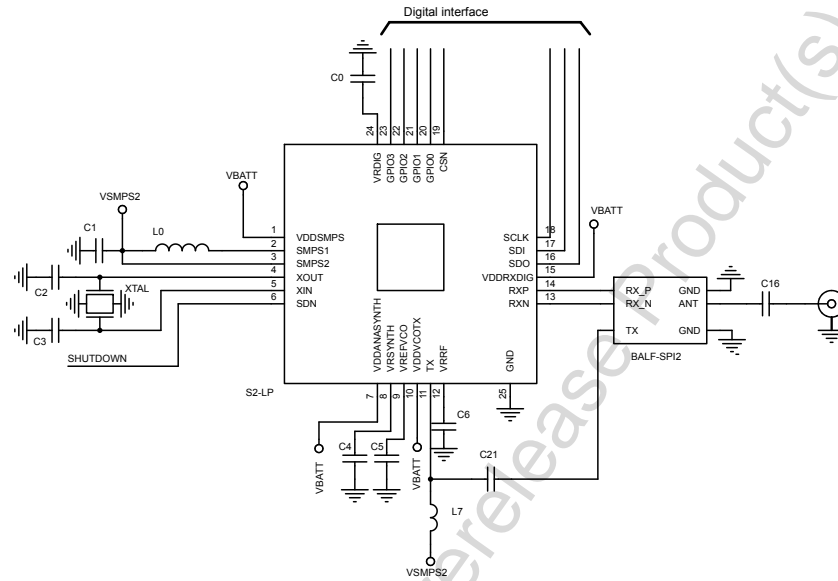 Digital interface
C0
24
23
22
21
20
19
VRDIG
GPIO3
GPIO2
GPIO1
GPIO0
CSN
VBATT
VSMPS2
C1
L0
1
2
3
4
5
6
VDDSMPS
SMPS1
SMPS2
XOUT
XIN
SDN
C2
XTAL
C3
SHUTDOWN
SCLK
SDI
SDO
VDDRXDIG
RXP
RXN
18
17
16
15
14
13
VBATT
RX_P
RX_N
TX
GND
ANT
GND
BALF-SPI2
C16
VDDANASYNTH
VRSYNTH
VREFVCO
VDDVCOTX
TX
VRRF
GND
S2-LP
7
8
9
10
11
12
25
VBATT
C4
C5
VBATT
C6
C21
L7
VSMPS2
erelease Product(s)